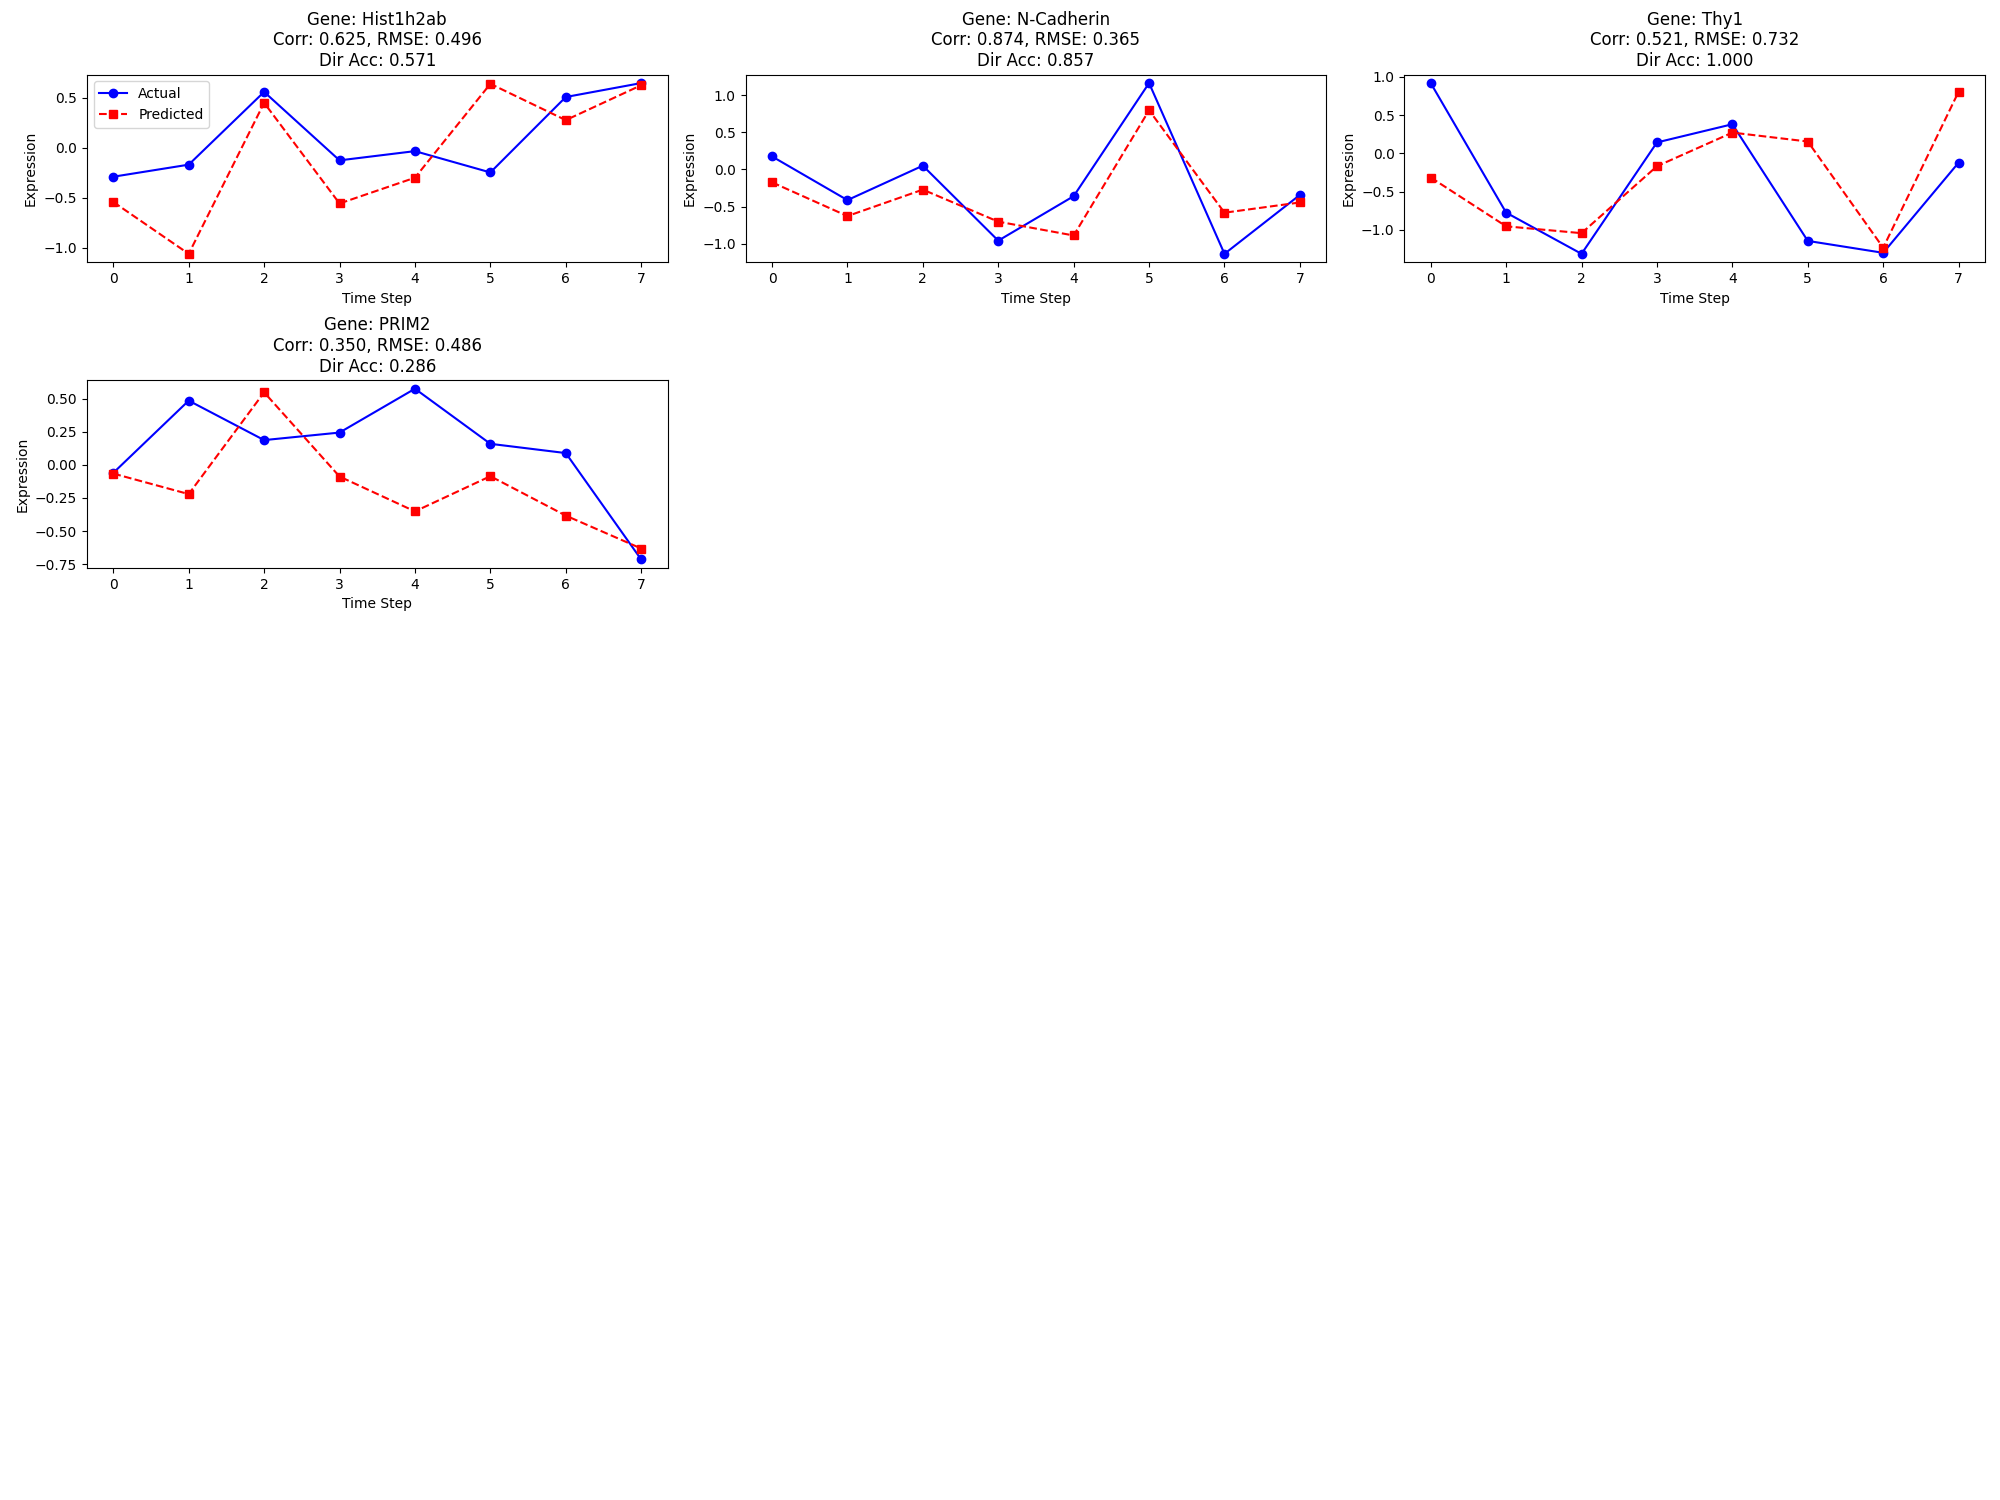 Gene: Hist1h2ab
Corr: 0.625, RMSE: 0.496
Dir Acc: 0.571
Actual
Predicted
Expression
0.5
0.0
−0.5
−1.0
0 1 2 3 4 5 6 7
Time Step
Gene: N-Cadherin
Corr: 0.874, RMSE: 0.365
Dir Acc: 0.857
Expression
1.0
0.5
0.0
−0.5
−1.0
0 1 2 3 4 5 6 7
Time Step
Gene: Thy1
Corr: 0.521, RMSE: 0.732
Dir Acc: 1.000
Expression
1.0
0.5
0.0
−0.5
−1.0
0 1 2 3 4 5 6 7
Time Step
Gene: PRIM2
Corr: 0.350, RMSE: 0.486
Dir Acc: 0.286
Expression
0.50
0.25
0.00
−0.25
−0.50
−0.75
0 1 2 3 4 5 6 7
Time Step